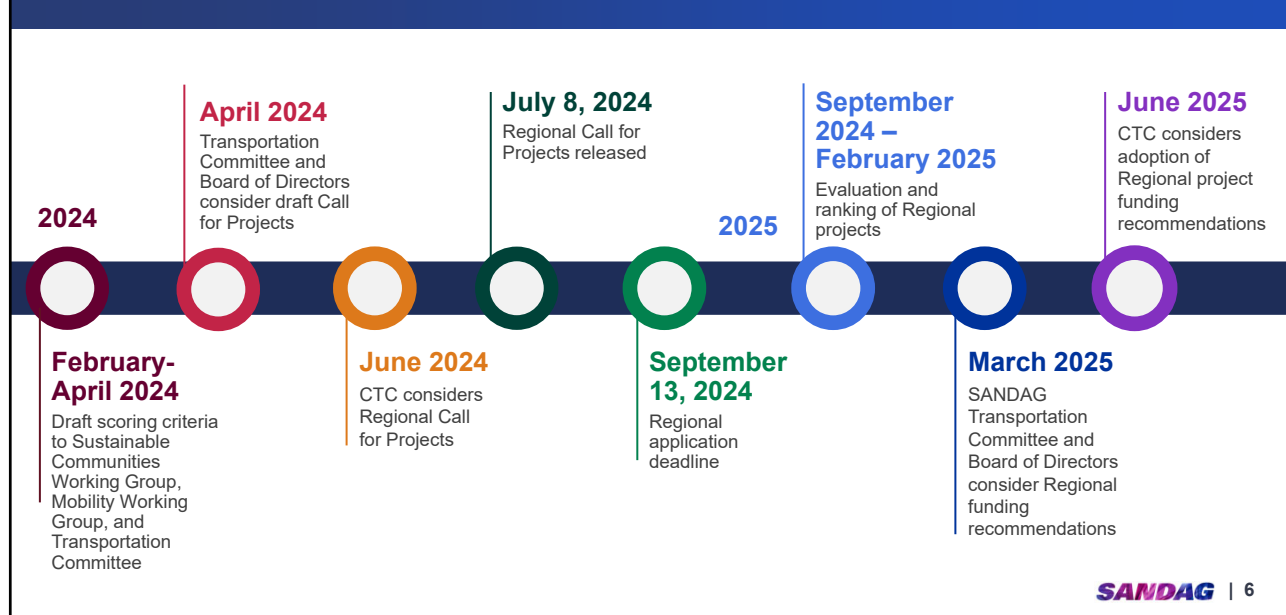 2024
February-
April 2024
Draft scoring criteria
to Sustainable
Communities
Working Group,
Mobility Working
Group, and
Transportation
Committee
April 2024
Transportation
Committee and
Board of Directors
consider draft Call
for Projects
June 2024
CTC considers
Regional Call
for Projects
July 8, 2024
Regional Call for
Projects released
September
13, 2024
Regional
application
deadline
2025
September
2024 –
February 2025
Evaluation and
ranking of Regional
projects
March 2025
SANDAG
Transportation
Committee and
Board of Directors
consider Regional
funding
recommendations
June 2025
CTC considers
adoption of
Regional project
funding
recommendations
SANDAG | 6